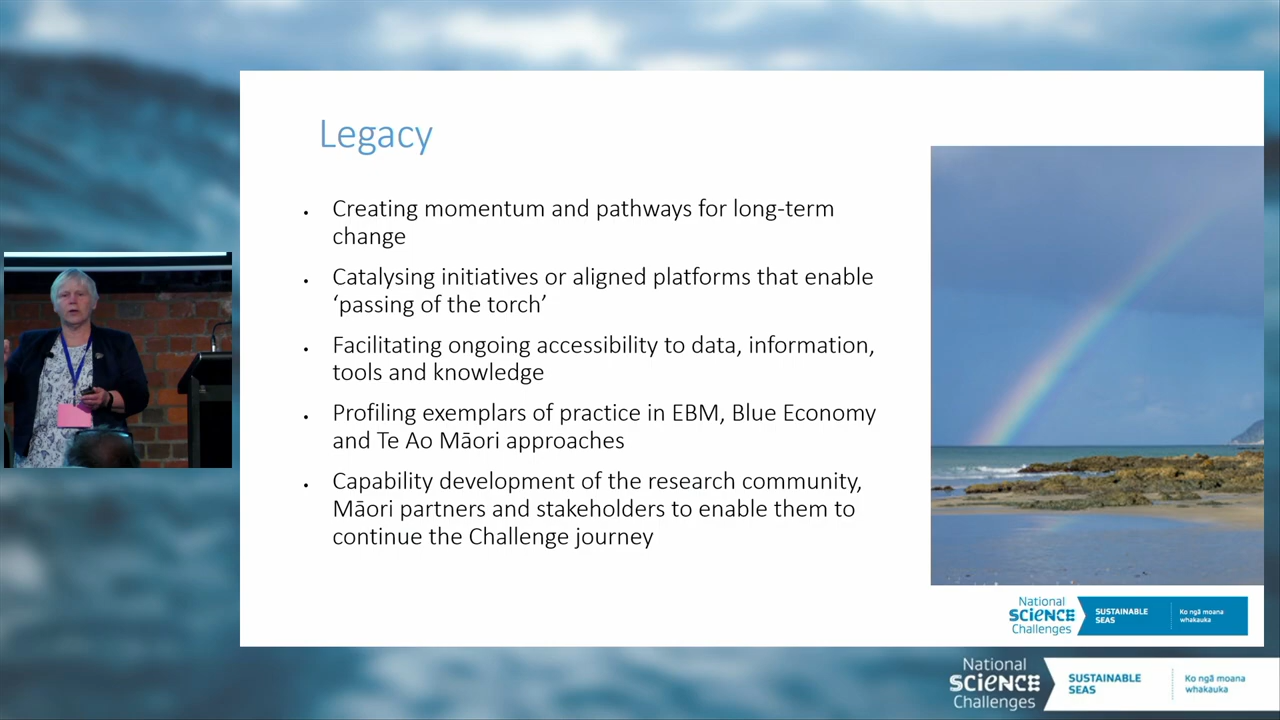 Legacy
Creating momentum and pathways for long-term
change
Catalysing initiatives or aligned platforms that enable
‘passing of the torch’
Facilitating ongoing accessibility to data, information,
tools and knowledge
Profiling exemplars of practice in EBM, Blue Economy
and Te Ao Māori approaches
Capability development of the research community,
Māori partners and stakeholders to enable them to
continue the Challenge journey
National
SCIENCE
Challenges
SUSTAINABLE
SEAS
Ko ngā moana
whakauka
National
SCIENCE
Challenges
SUSTAINABLE
SEAS
Ko ngā moana
whakauka